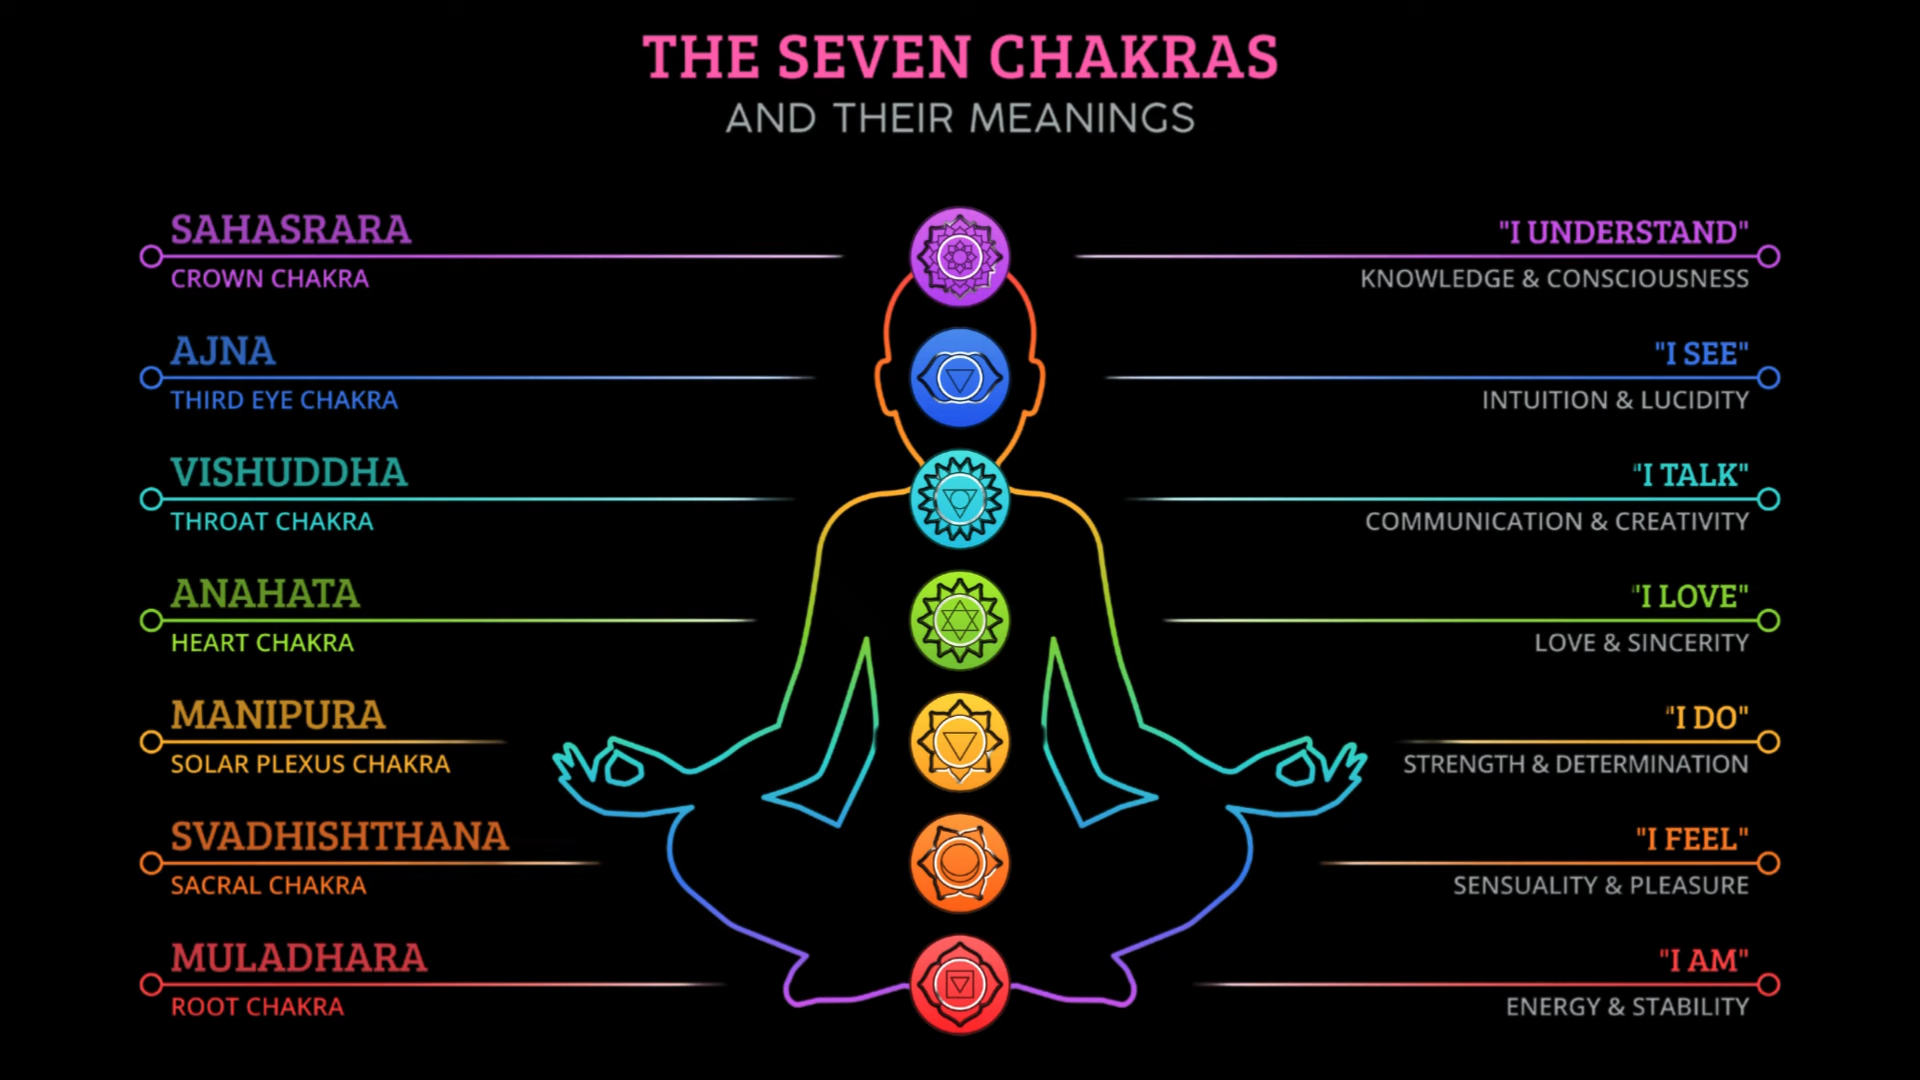 THE SEVEN CHAKRAS
AND THEIR MEANINGS
SAHASRARA
CROWN CHAKRA
"I UNDERSTAND"
KNOWLEDGE & CONSCIOUSNESS
AJNA
THIRD EYE CHAKRA
"I SEE"
INTUITION & LUCIDITY
VISHUDDHA
THROAT CHAKRA
"I TALK"
COMMUNICATION & CREATIVITY
ANAHATA
HEART CHAKRA
"I LOVE"
LOVE & SINCERITY
MANIPURA
SOLAR PLEXUS CHAKRA
"I DO"
STRENGTH & DETERMINATION
SVADHISHTHANA
SACRAL CHAKRA
"I FEEL"
SENSUALITY & PLEASURE
MULADHARA
ROOT CHAKRA
"I AM"
ENERGY & STABILITY